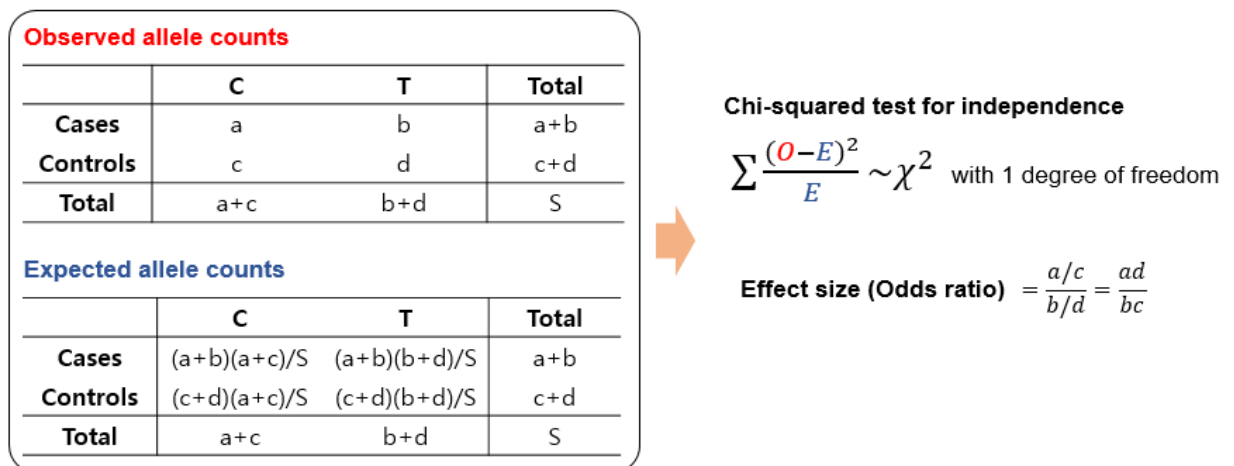 Observed allele counts
C T Total
Cases a b a+b
Controls c d c+d
Total a+c b+d S
Expected allele counts
C T Total
Cases (a+b)(a+c)/S (a+b)(b+d)/S a+b
Controls (c+d)(a+c)/S (c+d)(b+d)/S c+d
Total a+c b+d S
Chi-squared test for independence
∑ (O−E)²/E ~χ² with 1 degree of freedom
Effect size (Odds ratio) = a/c / b/d = ad/bc